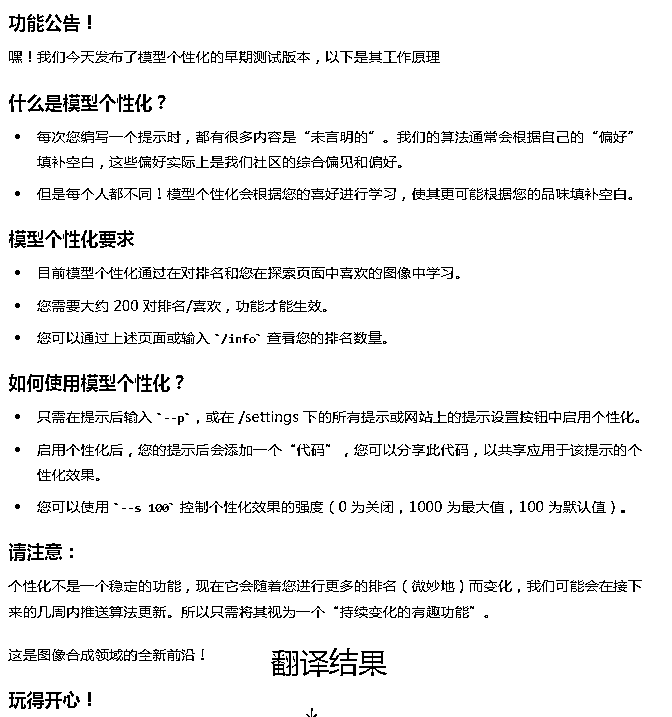 功能公告！
嘿！我们今天发布了模型个性化的早期测试版本，以下是其工作原理
什么是模型个性化？
• 每次您编写一个提示时，都有很多内容是“未言明的”。我们的算法通常会根据自己的“偏好”
填补空白，这些偏好实际上是我们社区的综合偏见和偏好。
• 但是每个人都不同！模型个性化会根据您的喜好进行学习，使其更可能根据您的品味填补空白。
模型个性化要求
• 目前模型个性化通过在对排名和您在探索页面中喜欢的图像中学习。
• 您需要大约 200 对排名/喜欢，功能才能生效。
• 您可以通过上述页面或输入 `/info` 查看您的排名数量。
如何使用模型个性化？
• 只需在提示后输入 `--p`，或在 /settings 下的所有提示或网站上的提示设置按钮中启用个性化。
• 启用个性化后，您的提示后会添加一个“代码”，您可以分享此代码，以共享应用于该提示的个
性化效果。
• 您可以使用 `--s 100` 控制个性化效果的强度（0 为关闭，1000 为最大值，100 为默认值）。
请注意：
个性化不是一个稳定的功能，现在它会随着您进行更多的排名（微妙地）而变化，我们可能会在接下
来的几周内推送算法更新。所以只需将其视为一个“持续变化的有趣功能”。
这是图像合成领域的全新前沿！
翻译结果
玩得开心！